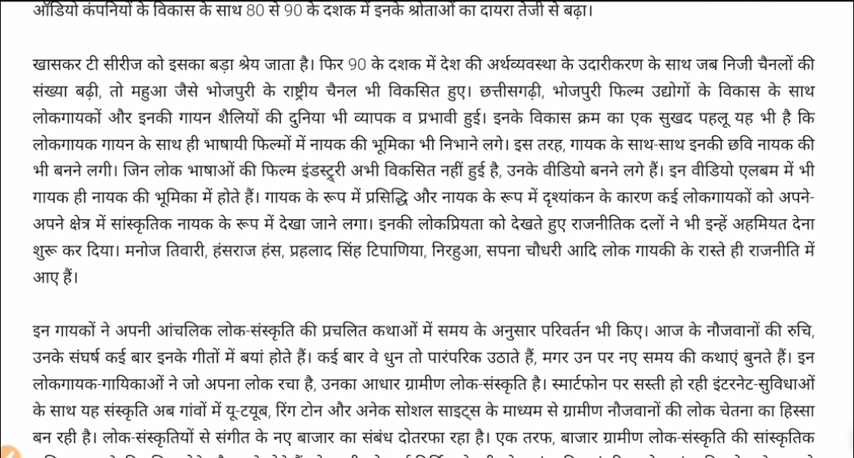 ऑडियो कंपनियों के विकास के साथ 80 से 90 के दशक में इनके श्रोताओं का दायरा तेजी से बढ़ा।
खासकर टी सीरीज को इसका बड़ा श्रेय जाता है। फिर 90 के दशक में देश की अर्थव्यवस्था के उदारीकरण के साथ जब निजी चैनलों की
संख्या बढ़ी, तो महुआ जैसे भोजपुरी के राष्ट्रीय चैनल भी विकसित हुए। छत्तीसगढ़ी, भोजपुरी फिल्म उद्योगों के विकास के साथ
लोकगायकों और इनकी गायन शैलियों की दुनिया भी व्यापक व प्रभावी हुई। इनके विकास क्रम का एक सुखद पहलू यह भी है कि
लोकगायक गायन के साथ ही भाषायी फिल्मों में नायक की भूमिका भी निभाने लगे। इस तरह, गायक के साथ-साथ इनकी छवि नायक की
भी बनने लगी। जिन लोक भाषाओं की फिल्म इंडस्ट्री अभी विकसित नहीं हुई है, उनके वीडियो बनने लगे हैं। इन वीडियो एलबम में भी
गायक ही नायक की भूमिका में होते हैं। गायक के रूप में प्रसिद्धि और नायक के रूप में दृश्यांकन के कारण कई लोकगायकों को अपने-
अपने क्षेत्र में सांस्कृतिक नायक के रूप में देखा जाने लगा। इनकी लोकप्रियता को देखते हुए राजनीतिक दलों ने भी इन्हें अहमियत देना
शुरू कर दिया। मनोज तिवारी, हंसराज हंस, प्रहलाद सिंह टिपाणिया, निरहुआ, सपना चौधरी आदि लोक गायकी के रास्ते ही राजनीति में
आए हैं।
इन गायकों ने अपनी आंचलिक लोक-संस्कृति की प्रचलित कथाओं में समय के अनुसार परिवर्तन भी किए। आज के नौजवानों की रुचि,
उनके संघर्ष कई बार इनके गीतों में बयां होते हैं। कई बार वे धुन तो पारंपरिक उठाते हैं, मगर उन पर नए समय की कथाएं बुनते हैं। इन
लोकगायक-गायिकाओं ने जो अपना लोक रचा है, उनका आधार ग्रामीण लोक-संस्कृति है। स्मार्टफोन पर सस्ती हो रही इंटरनेट-सुविधाओं
के साथ यह संस्कृति अब गांवों में यू-टयूब, रिंग टोन और अनेक सोशल साइट्स के माध्यम से ग्रामीण नौजवानों की लोक चेतना का हिस्सा
बन रही है। लोक-संस्कृतियों से संगीत के नए बाजार का संबंध दोतरफा रहा है। एक तरफ, बाजार ग्रामीण लोक-संस्कृति की सांस्कृतिक